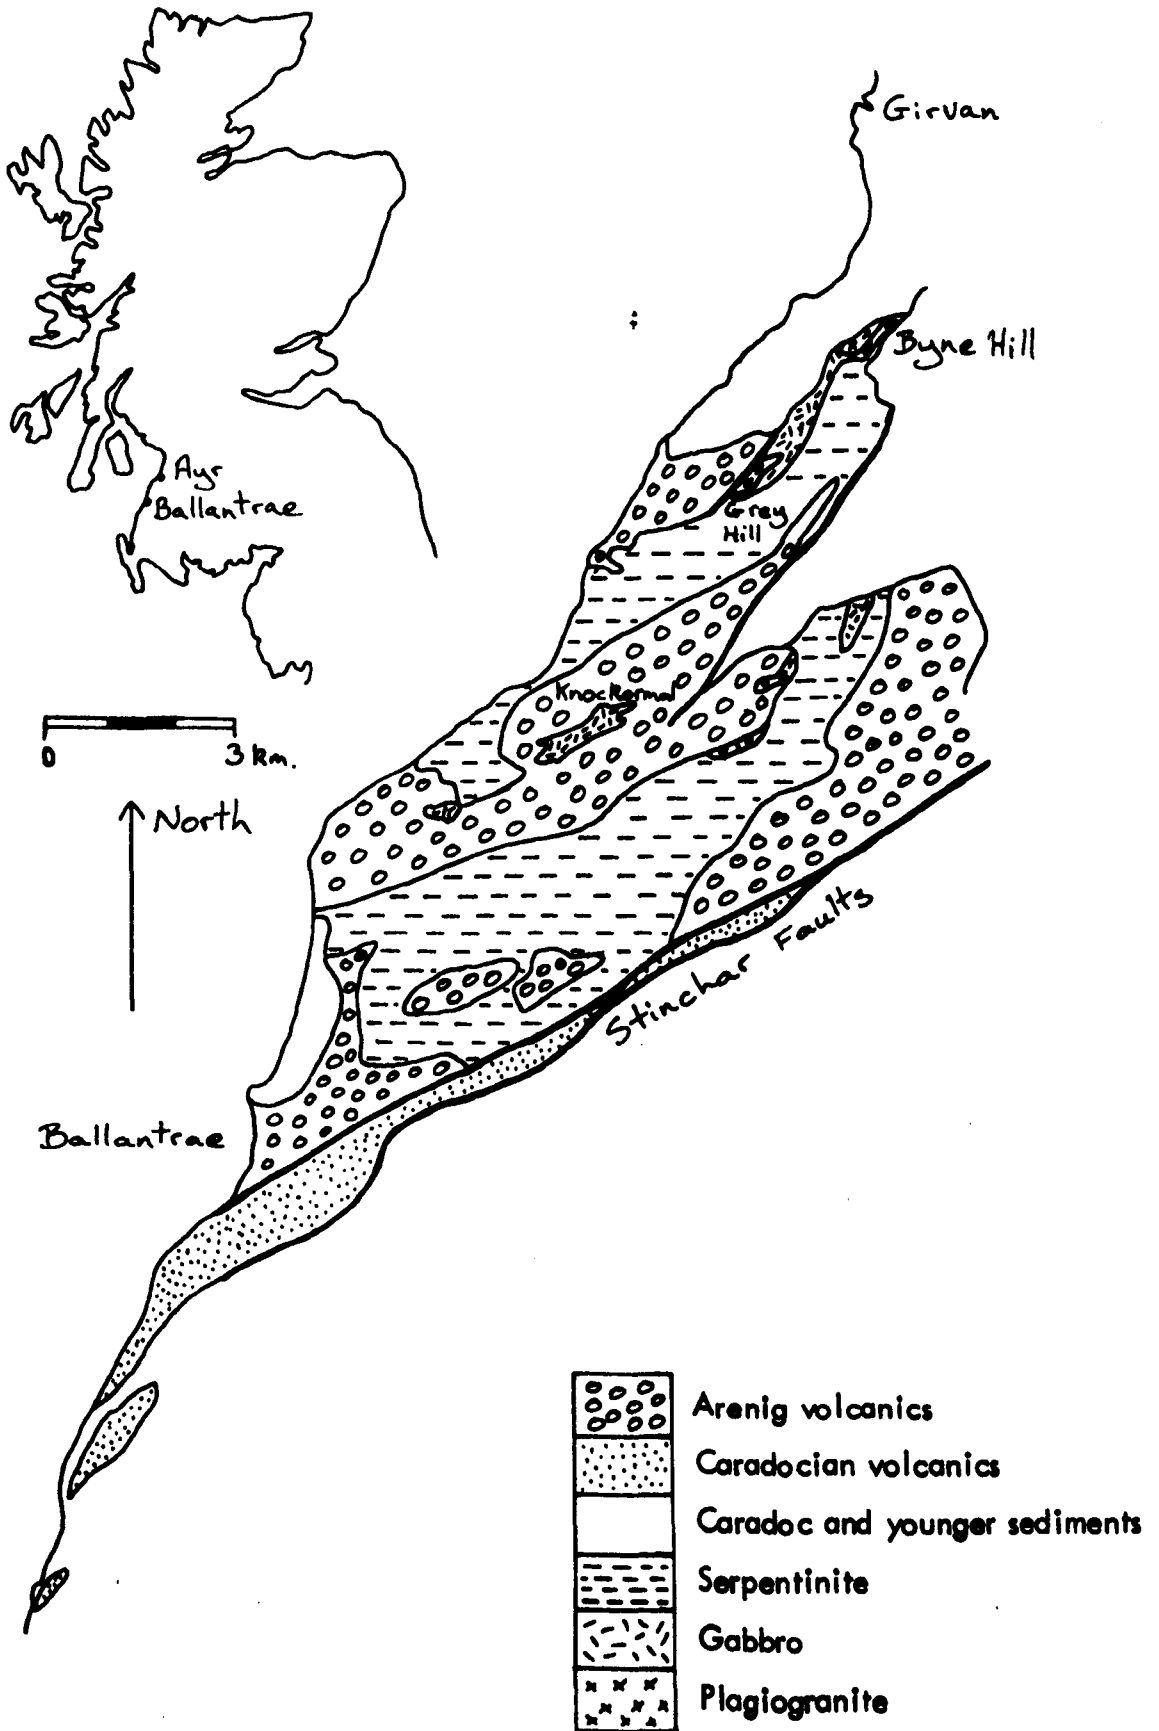 Girvan
Byne Hill
Ayr
Ballantrae
Grey
Hill
Knockormal
0 3 km.
North
Stinchar Faults
Ballantrae
Arenig volcanics
Caradocian volcanics
Caradoc and younger sediments
Serpentinite
Gabbro
Plagiogranite